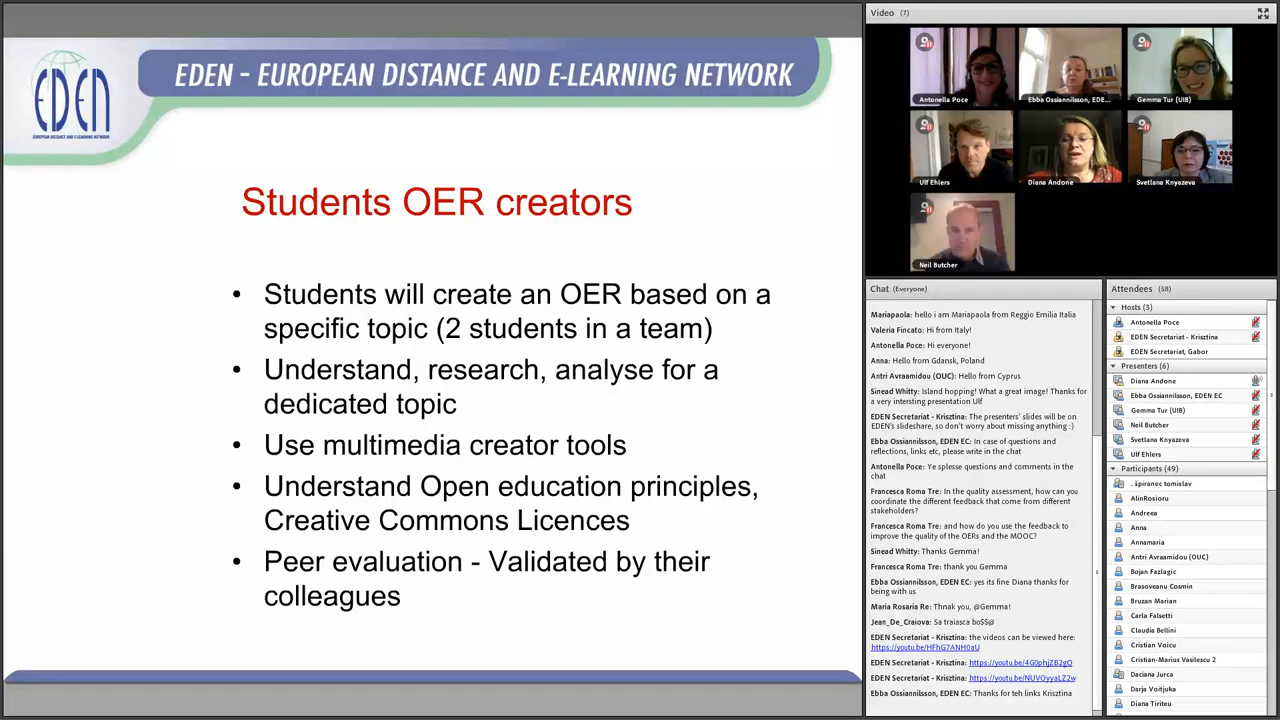 EDEN
EUROPEAN DISTANCE AND E-LEARNING NETWORK
EDEN - EUROPEAN DISTANCE AND E-LEARNING NETWORK
Students OER creators
• Students will create an OER based on a
specific topic (2 students in a team)
• Understand, research, analyse for a
dedicated topic
• Use multimedia creator tools
• Understand Open education principles,
Creative Commons Licences
• Peer evaluation - Validated by their
colleagues
Video (7)
Antonella Poce
Ebba Ossiannilsson, EDE...
Gemma Tur (UIB)
Ulf Ehlers
Diana Andone
Svetlana Knyazeva
Neil Butcher
Chat (Everyone)
Mariapaola: hello i am Mariapaola from Reggio Emilia Italia
Valeria Fincato: Hi from Italy!
Antonella Poce: Hi everyone!
Anna: Hello from Gdansk, Poland
Antri Avraamidou (OUC): Hello from Cyprus
Sinead Whitty: Island hopping! What a great image! Thanks for
a very intersting presentation Ulf
EDEN Secretariat - Krisztina: The presenters' slides will be on
EDEN's slideshare, so don't worry about missing anything :)
Ebba Ossiannilsson, EDEN EC: In case of questions and
reflections, links etc, please write in the chat
Antonella Poce: Ye splesse questions and comments in the
chat
Francesca Roma Tre: In the quality assessment, how can you
coordinate the different feedback that come from different
stakeholders?
Francesca Roma Tre: and how do you use the feedback to
improve the quality of the OERs and the MOOC?
Sinead Whitty: Thanks Gemma!
Francesca Roma Tre: thank you Gemma
Ebba Ossiannilsson, EDEN EC: yes its fine Diana thanks for
being with us
Maria Rosaria Re: Thnak you, @Gemma!
Jean_De_Craiova: Sa traiasca bo$$@
EDEN Secretariat - Krisztina: the videos can be viewed here:
https://youtu.be/HFhG7ANH0aU
EDEN Secretariat - Krisztina: https://youtu.be/4G0phjZB2gQ
EDEN Secretariat - Krisztina: https://youtu.be/NUVOyyaLZ2w
Ebba Ossiannilsson, EDEN EC: Thanks for teh links Krisztina
Attendees (58)
Hosts (3)
Antonella Poce
EDEN Secretariat - Krisztina
EDEN Secretariat, Gabor
Presenters (6)
Diana Andone
Ebba Ossiannilsson, EDEN EC
Gemma Tur (UIB)
Neil Butcher
Svetlana Knyazeva
Ulf Ehlers
Participants (49)
. špiranec tomislav
AlinRosioru
Andreea
Anna
Annamaria
Antri Avraamidou (OUC)
Bojan Fazlagic
Brasoveanu Cosmin
Bruzan Marian
Carla Falsetti
Claudia Bellini
Cristian Voicu
Cristian-Marius Vasilescu 2
Daciana Jurca
Darja Voitjuka
Diana Tiriteu